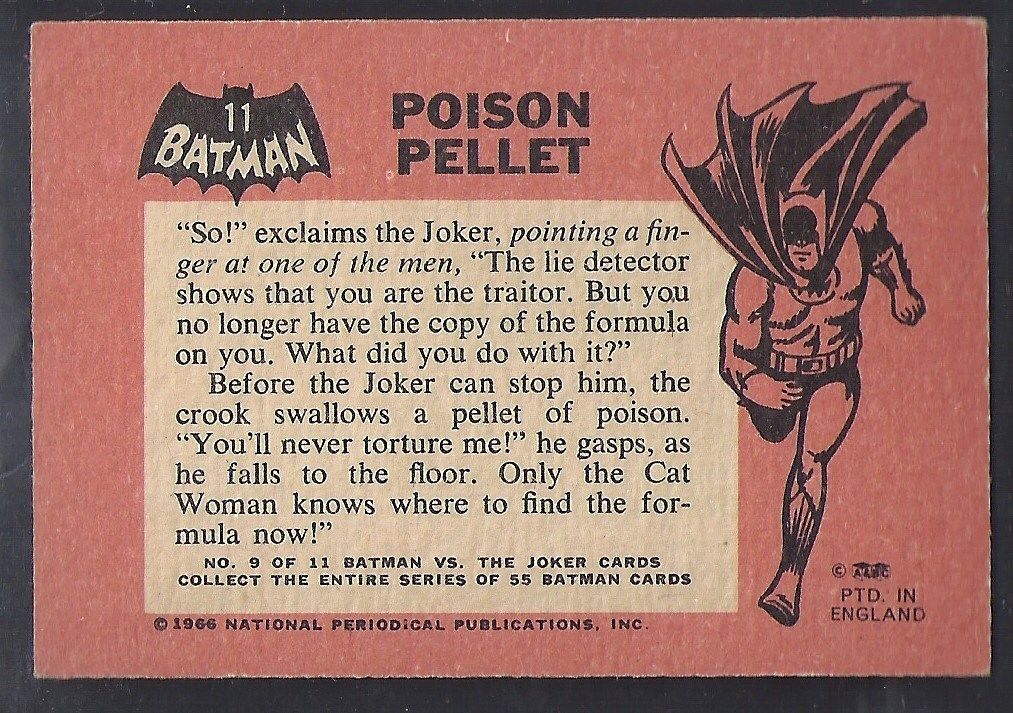 11
BATMAN
POISON
PELLET
“So!” exclaims the Joker, pointing a fin-
ger at one of the men, “The lie detector
shows that you are the traitor. But you
no longer have the copy of the formula
on you. What did you do with it?”
Before the Joker can stop him, the
crook swallows a pellet of poison.
“You’ll never torture me!” he gasps, as
he falls to the floor. Only the Cat
Woman knows where to find the for-
mula now!”
NO. 9 OF 11 BATMAN VS. THE JOKER CARDS
COLLECT THE ENTIRE SERIES OF 55 BATMAN CARDS
© 1966 NATIONAL PERIODICAL PUBLICATIONS, INC.
©
PTD. IN
ENGLAND